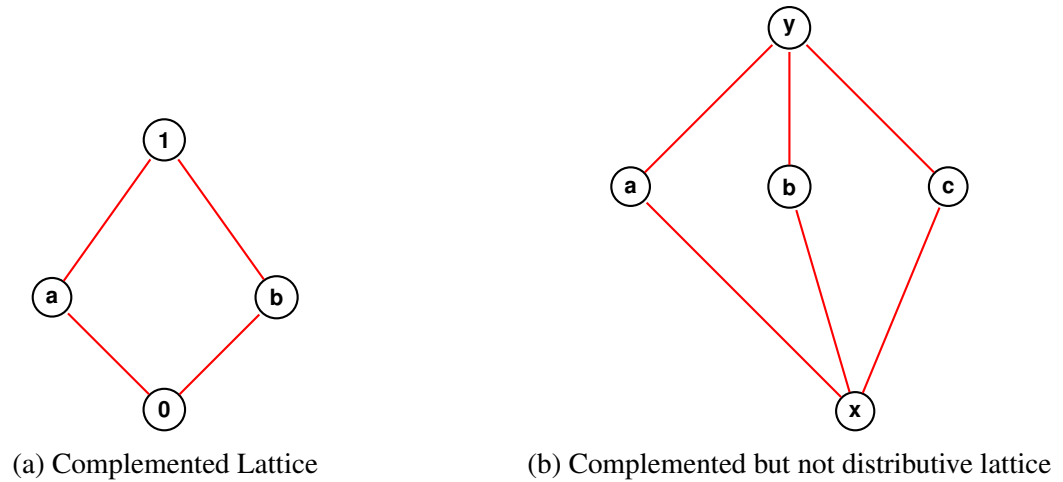 y
1
a
b
c
a
b
0
x
(a) Complemented Lattice
(b) Complemented but not distributive lattice